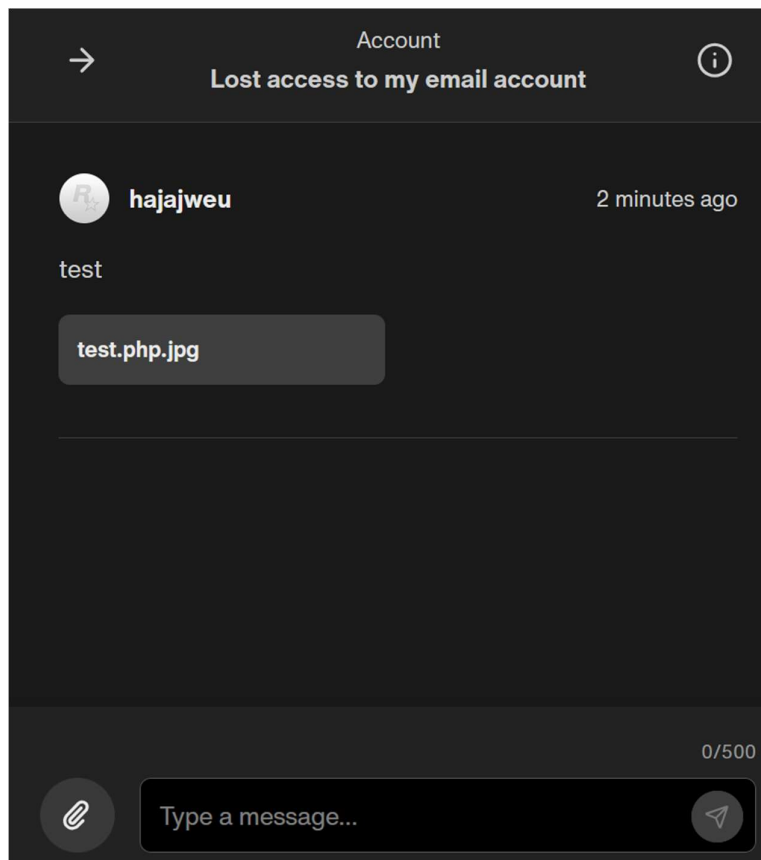 Account
Lost access to my email account
hajajweu
2 minutes ago
test
test.php.jpg
0/500
Type a message...